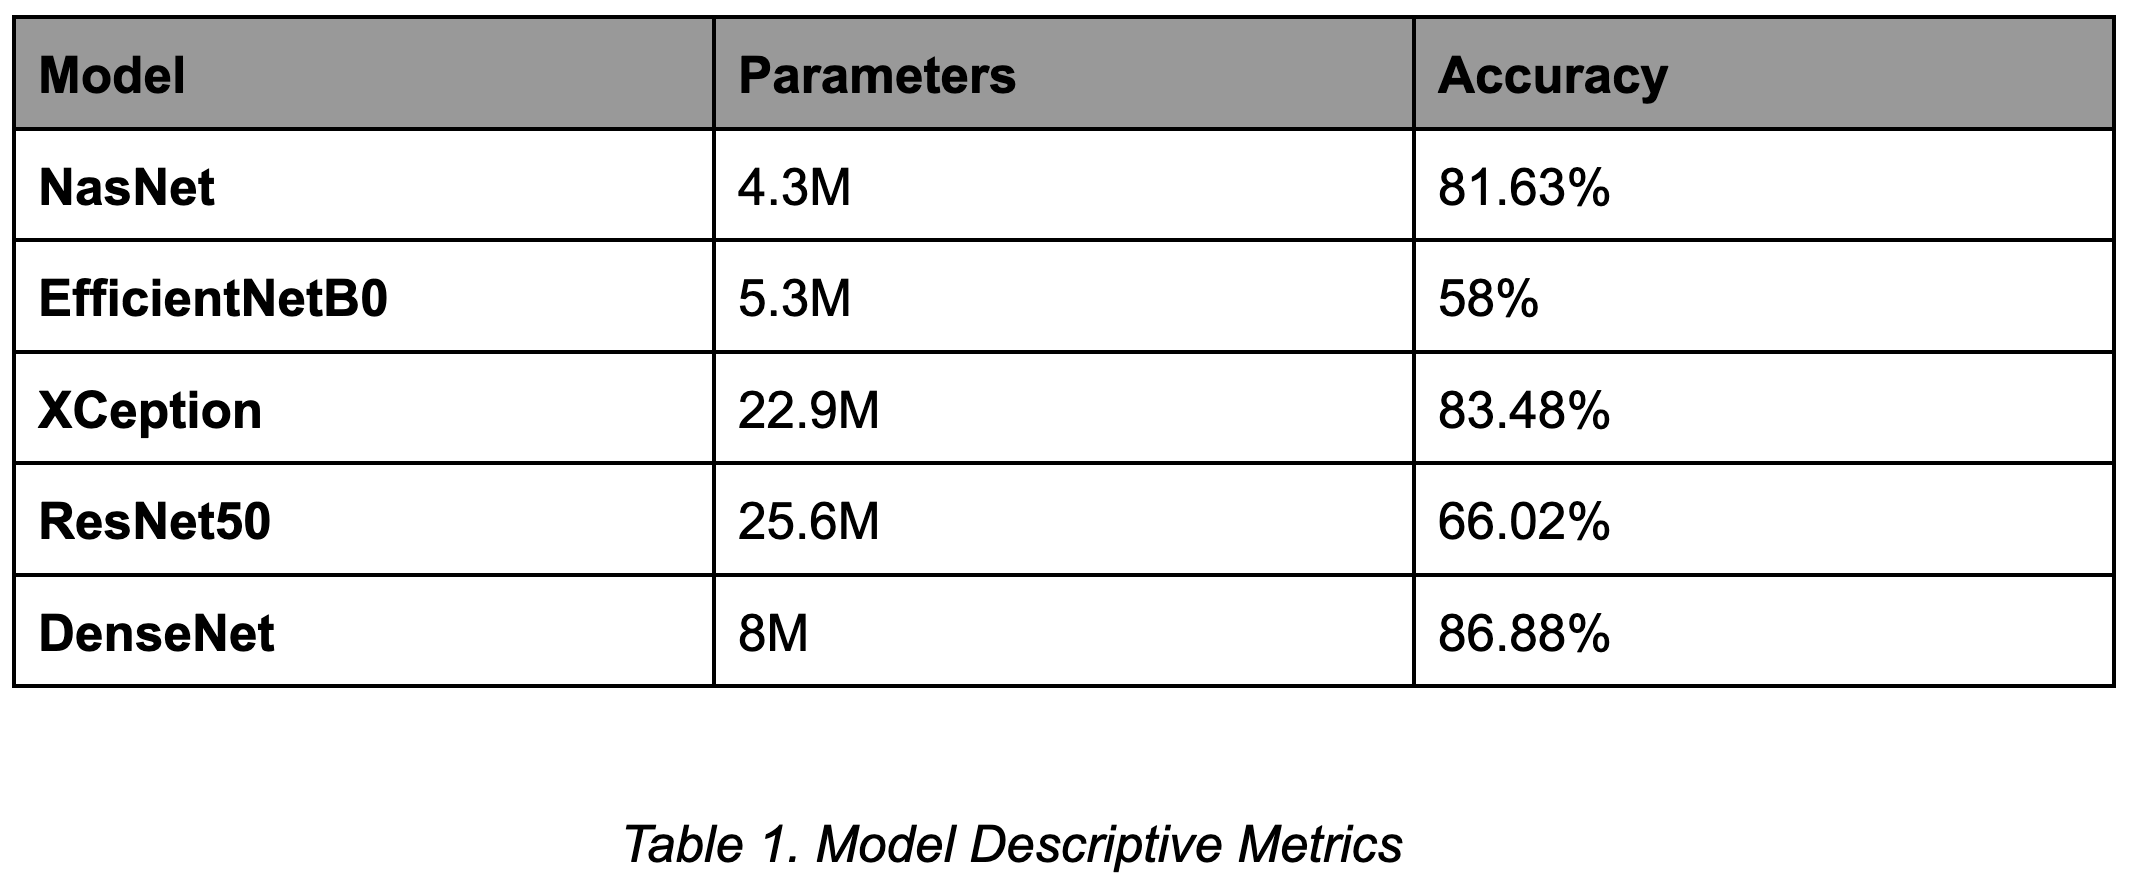 Model Parameters Accuracy
NasNet 4.3M 81.63%
EfficientNetB0 5.3M 58%
XCeption 22.9M 83.48%
ResNet50 25.6M 66.02%
DenseNet 8M 86.88%
Table 1. Model Descriptive Metrics